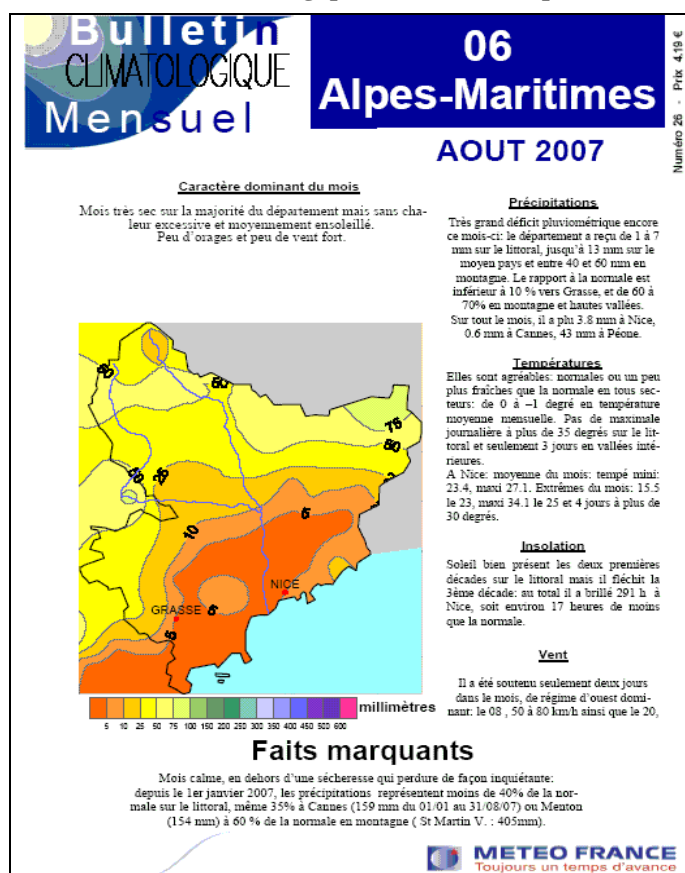 Bulletin
CLIMATOLOGIQUE
Mensuel
06
Alpes-Maritimes
AOUT 2007
Numéro 26 - Prix 4.19 €
Caractère dominant du mois
Mois très sec sur la majorité du département mais sans cha-
leur excessive et moyennement ensoleillé.
Peu d'orages et peu de vent fort.
Précipitations
Très grand déficit pluviométrique encore
ce mois-ci: le département a reçu de 1 à 7
mm sur le littoral, jusqu'à 13 mm sur le
moyen pays et entre 40 et 60 mm en
montagne. Le rapport à la normale est
inférieur à 10 % vers Grasse, et de 60 à
70% en montagne et hautes vallées.
Sur tout le mois, il a plu 3.8 mm à Nice,
0.6 mm à Cannes, 43 mm à Péone.
Températures
Elles sont agréables: normales ou un peu
plus fraîches que la normale en tous sec-
teurs: de 0 à –1 degré en température
moyenne mensuelle. Pas de maximale
journalière à plus de 35 degrés sur le lit-
toral et seulement 3 jours en vallées inté-
rieures.
A Nice: moyenne du mois: tempé mini:
23.4, maxi 27.1. Extrêmes du mois: 15.5
le 23, maxi 34.1 le 25 et 4 jours à plus de
30 degrés.
Insolation
Soleil bien présent les deux premières
décades sur le littoral mais il fléchit la
3ème décade: au total il a brillé 291 h à
Nice, soit environ 17 heures de moins
que la normale.
Vent
Il a été soutenu seulement deux jours
dans le mois, de régime d'ouest domi-
nant: le 08 , 50 à 80 km/h ainsi que le 20,
50
50
75
50
50
25
10
5
5
5
GRASSE
NICE
millimètres
5 10 25 50 75 100 150 200 250 300 350 400 450 500 600
Faits marquants
Mois calme, en dehors d'une sécheresse qui perdure de façon inquiétante:
depuis le 1er janvier 2007, les précipitations représentent moins de 40% de la nor-
male sur le littoral, même 35% à Cannes (159 mm du 01/01 au 31/08/07) ou Menton
(154 mm) à 60 % de la normale en montagne ( St Martin V. : 405mm).
METEO FRANCE
Toujours un temps d'avance